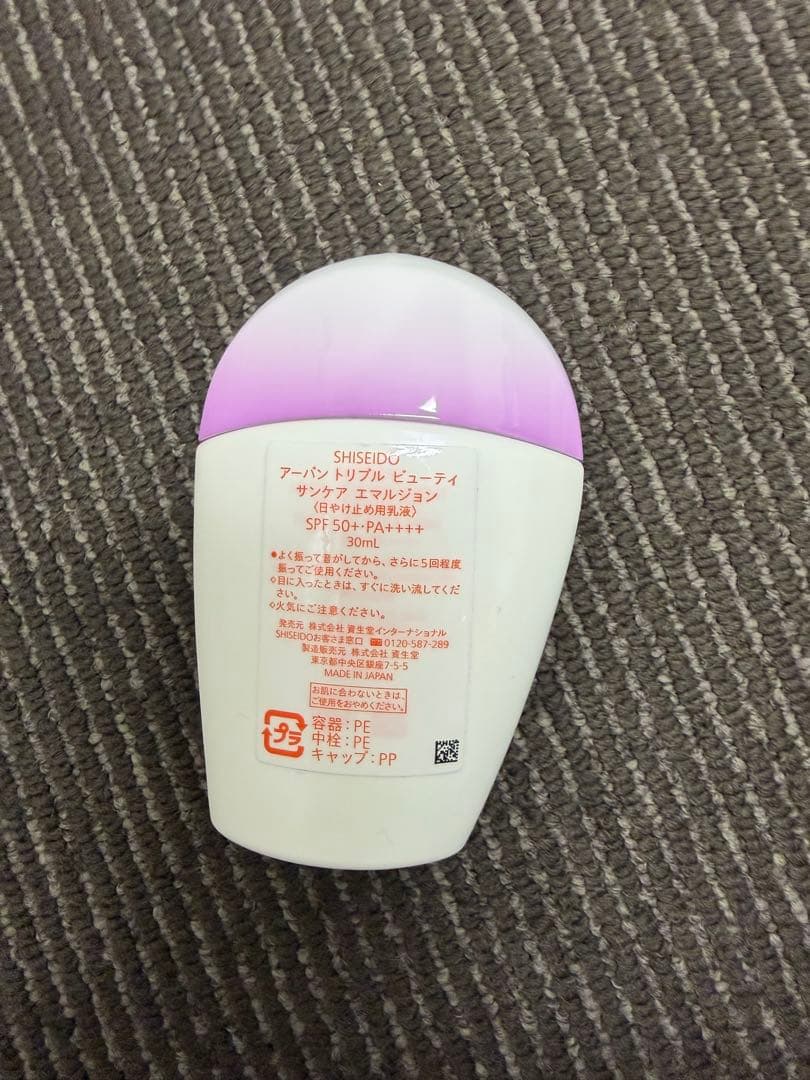 SHISEIDO
アーバン トリプル ビューティ
サンケア エマルジョン
〈日やけ止め用乳液〉
SPF 50+･PA++++
30mL
●よく振って音がしてから、さらに5回程度
振ってご使用ください。
◇目に入ったときは、すぐに洗い流してくだ
さい。
◇火気にご注意ください。
発売元 株式会社 資生堂インターナショナル
SHISEIDOお客さま窓口 0120-587-289
製造販売元 株式会社 資生堂
東京都中央区銀座7-5-5
MADE IN JAPAN
お肌に合わないときは、
ご使用をおやめください。
プラ
容器：PE
中栓：PE
キャップ：PP